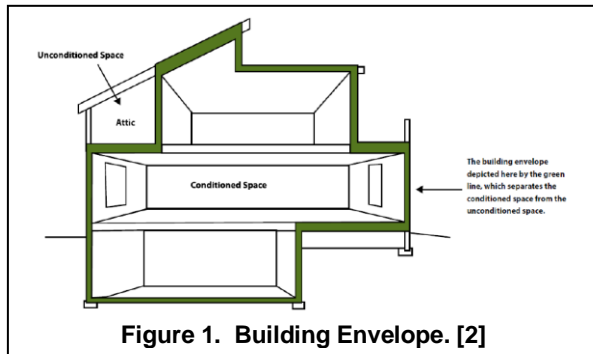 Unconditioned Space
Attic
Conditioned Space
The building envelope
depicted here by the green
line, which separates the
conditioned space from the
unconditioned space.
Figure 1.  Building Envelope. [2]